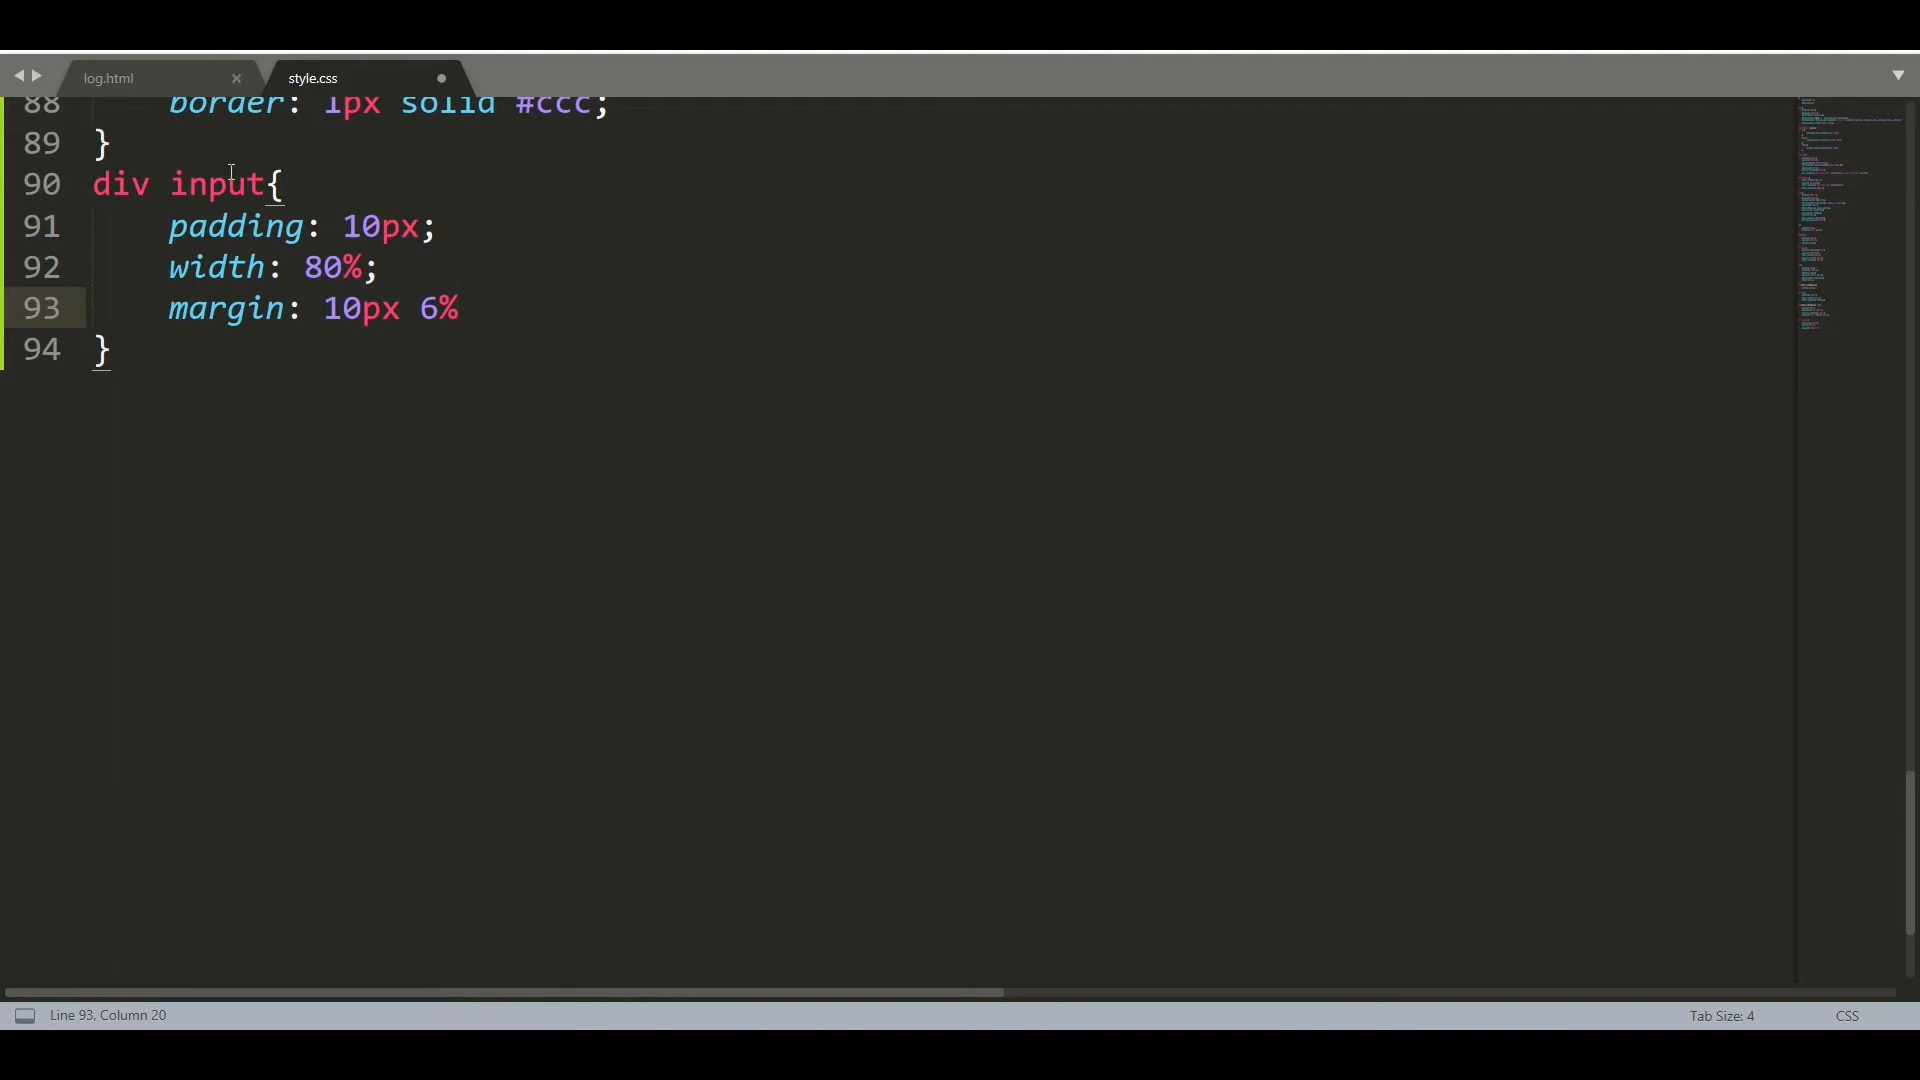 log.html × style.css
88 border: 1px solid #ccc;
89 }
90 div input{
91 padding: 10px;
92 width: 80%;
93 margin: 10px 6%
94 }
Line 93, Column 20 Tab Size: 4 CSS